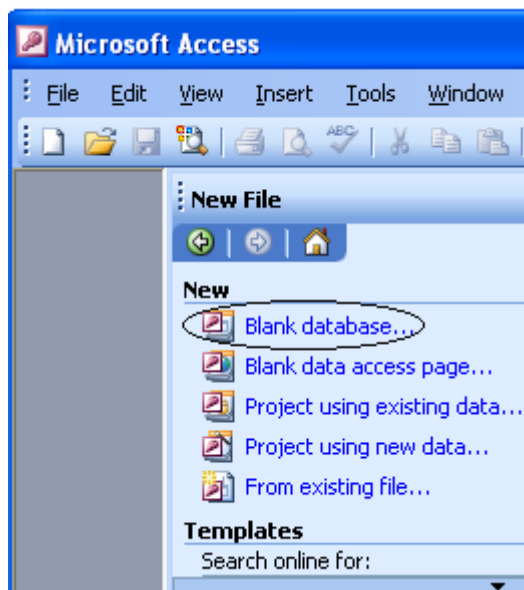 Microsoft Access
File Edit View Insert Tools Window
ABC
New File
New
Blank database...
Blank data access page...
Project using existing data...
Project using new data...
From existing file...
Templates
Search online for: